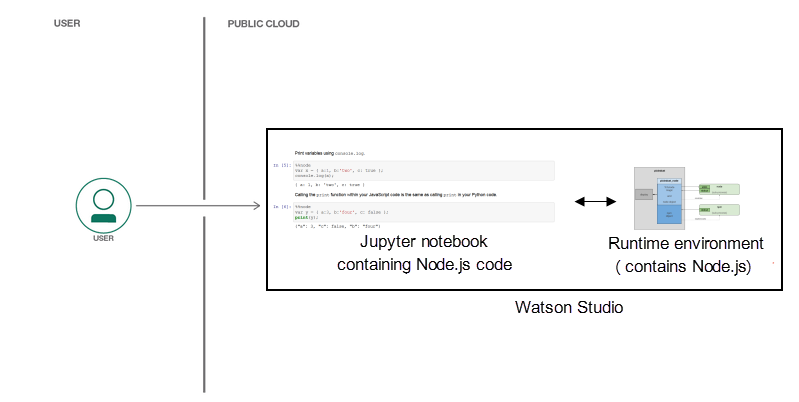 USER
PUBLIC CLOUD
Print variables using console.log.
In [5]: %%node
var x = { a:1, b:'two', c: true };
console.log(x);
{ a: 1, b: 'two', c: true }
Calling the print function within your JavaScript code is the same as calling print in your Python code.
%%node
var y = { a:3, b:'four', c: false };
print(y);
{"a": 3, "c": false, "b": "four"}
USER
Jupyter notebook
containing Node.js code
Runtime environment
( contains Node.js)
Watson Studio